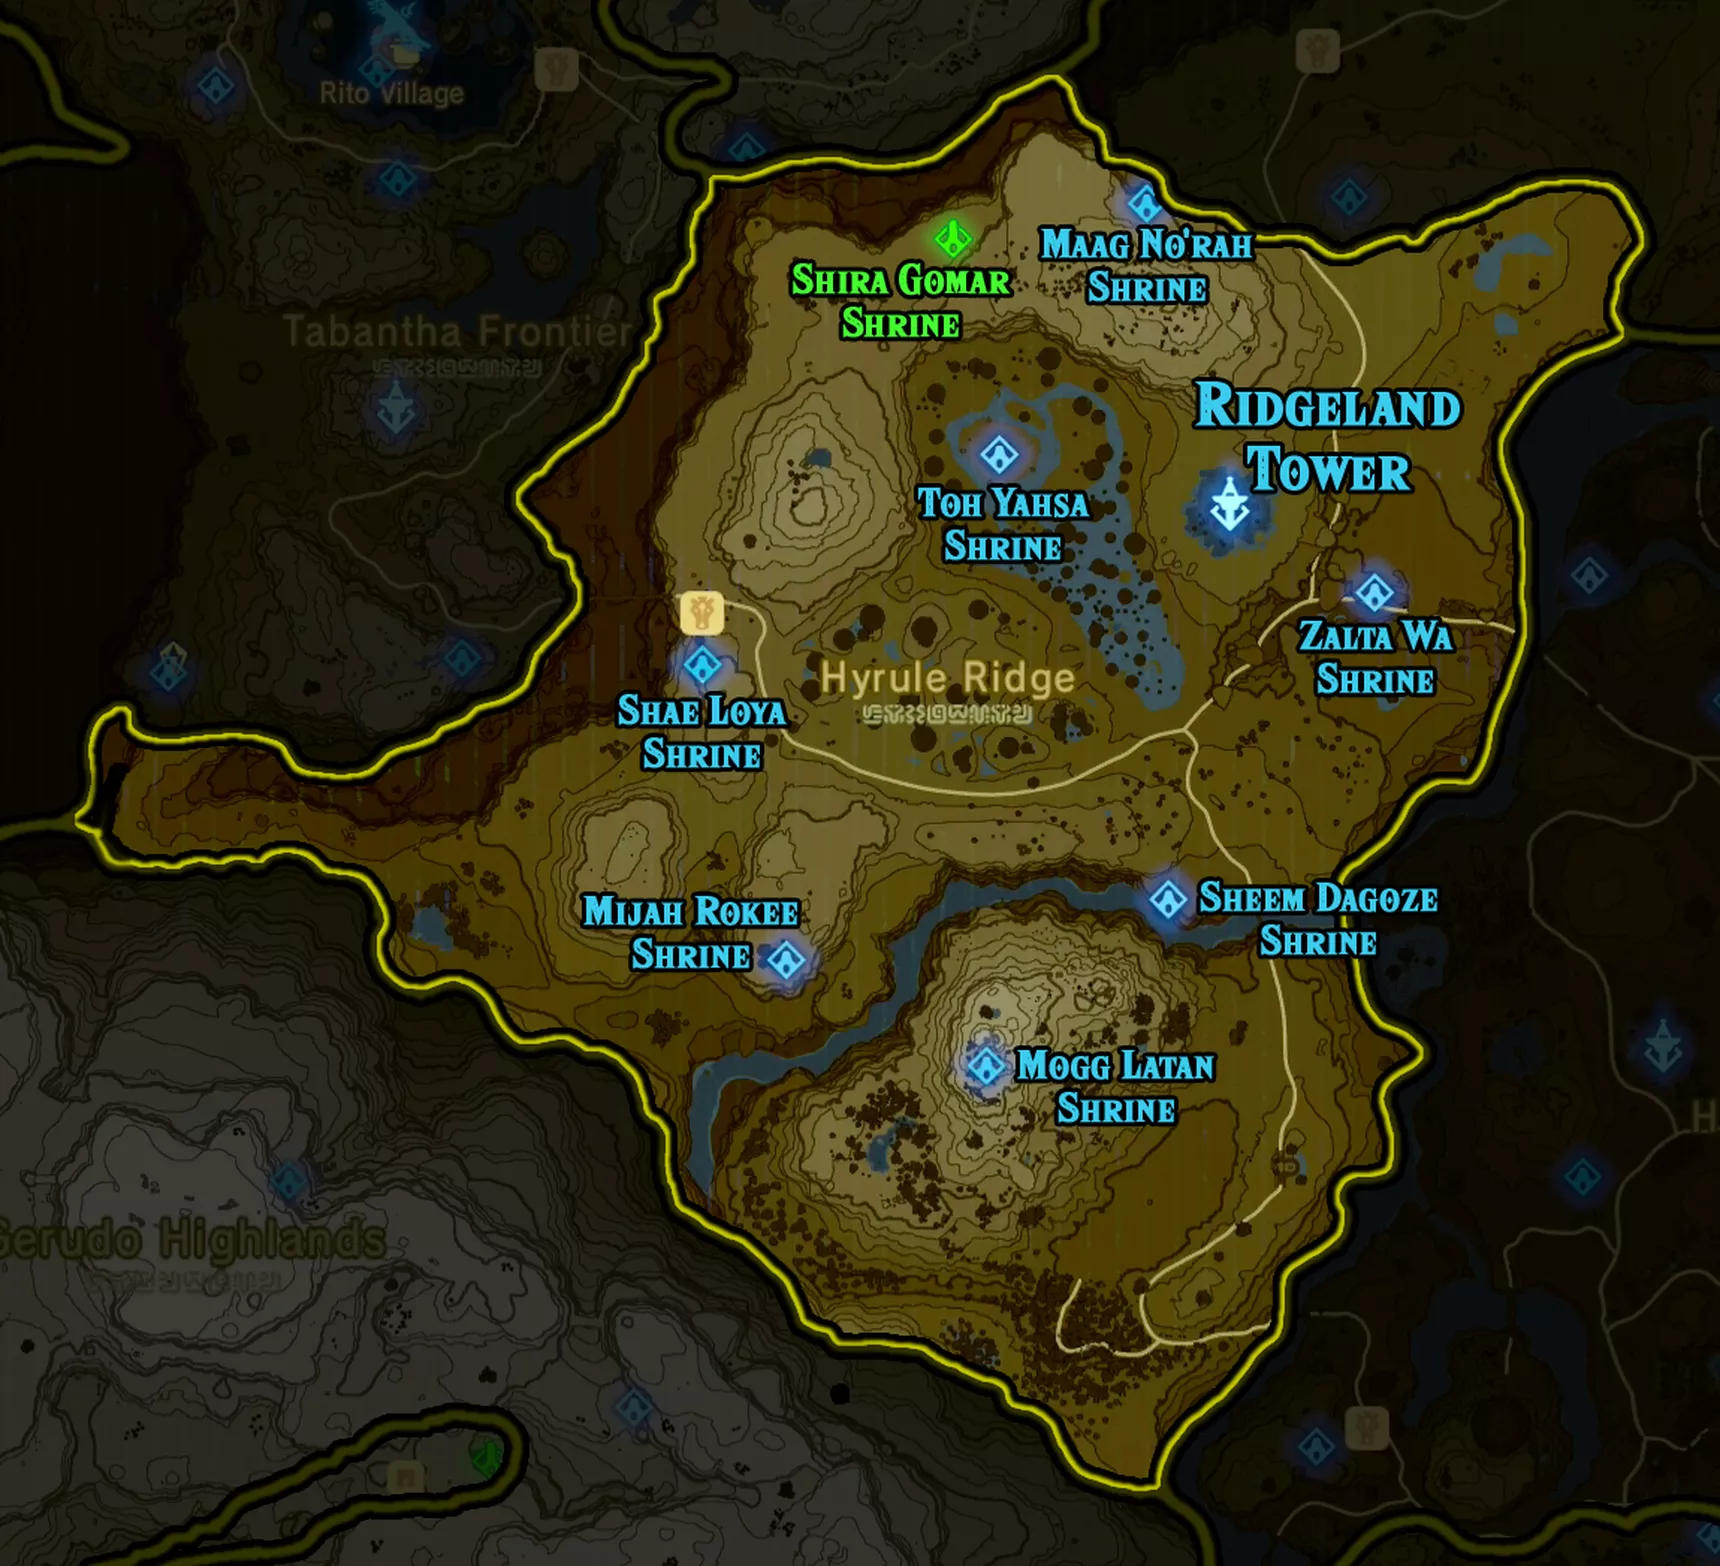 Rito Village
MAAG NO'RAH
SHRINE
SHIRA GOMAR
SHRINE
Tabantha Frontier
RIDGELAND
TOWER
TOH YAHSA
SHRINE
ZALTA WA
SHRINE
Hyrule Ridge
SHAE LOYA
SHRINE
MIJAH ROKEE
SHRINE
SHEEM DAGOZE
SHRINE
MOGG LATAN
SHRINE
Highlands